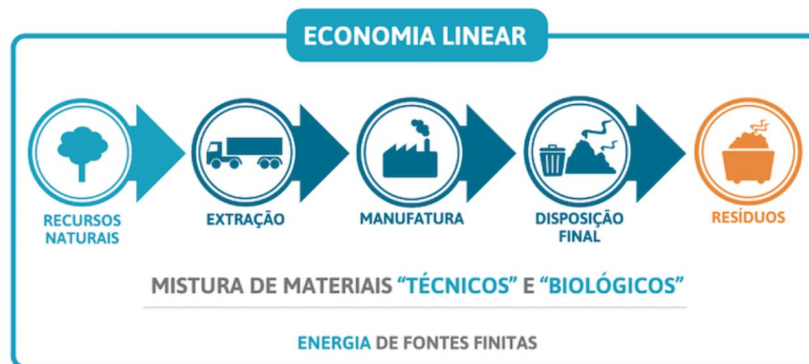 ECONOMIA LINEAR
RECURSOS
NATURAIS
EXTRAÇÃO
MANUFATURA
DISPOSIÇÃO
FINAL
RESÍDUOS
MISTURA DE MATERIAIS “TÉCNICOS” E “BIOLÓGICOS”
ENERGIA DE FONTES FINITAS